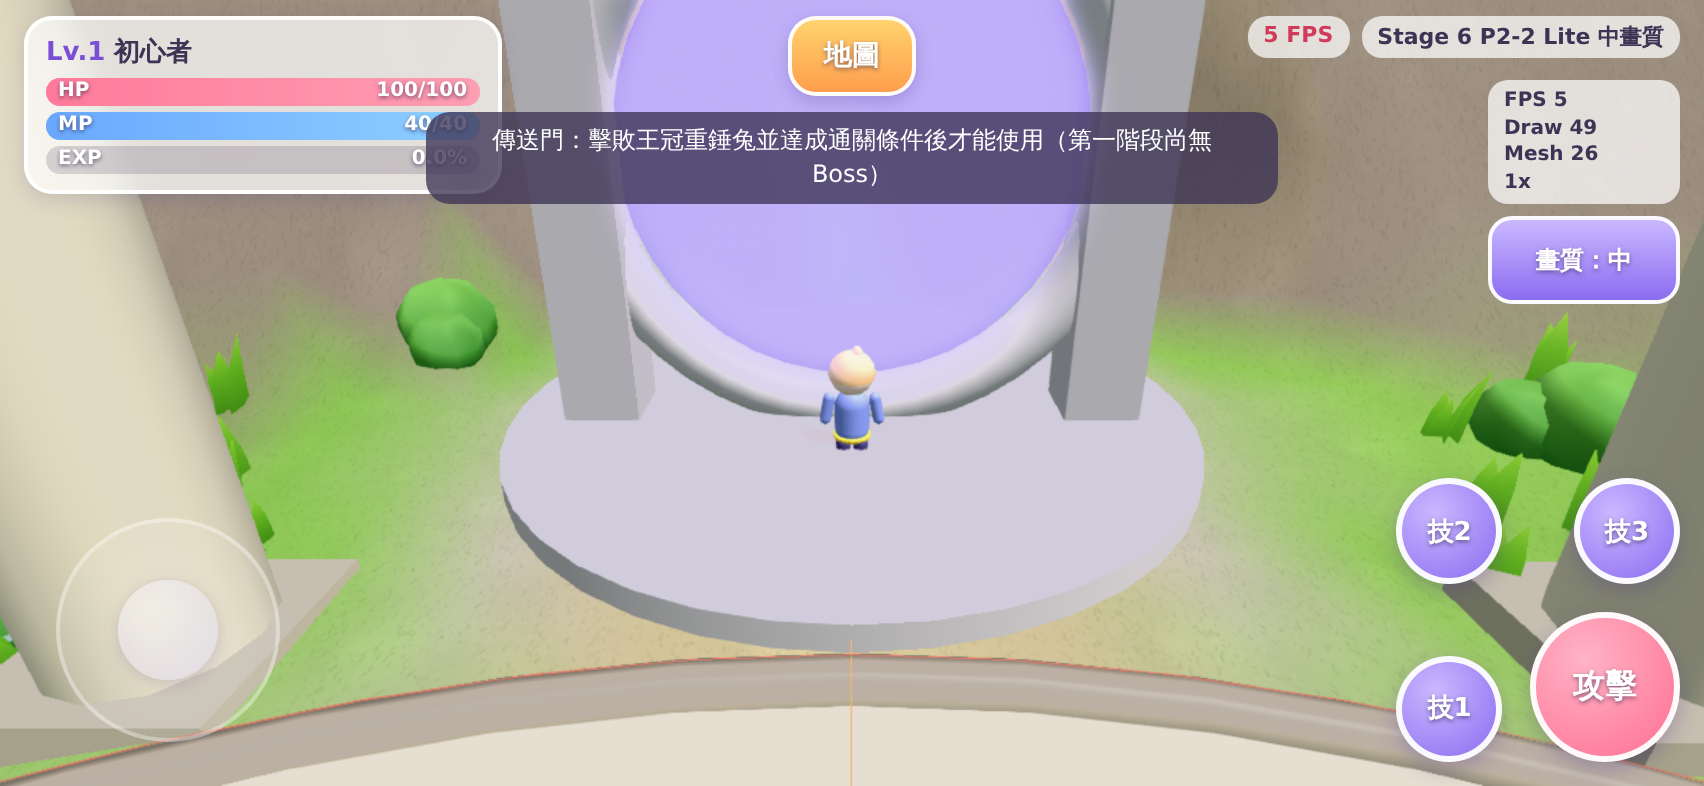 Lv.1 初心者
HP 100/100
MP 40/40
EXP 0.0%
地圖
傳送門：擊敗王冠重錘兔並達成通關條件後才能使用（第一階段尚無
Boss）
5 FPS
Stage 6 P2-2 Lite 中畫質
FPS 5
Draw 49
Mesh 26
1x
畫質：中
技2
技3
技1
攻擊